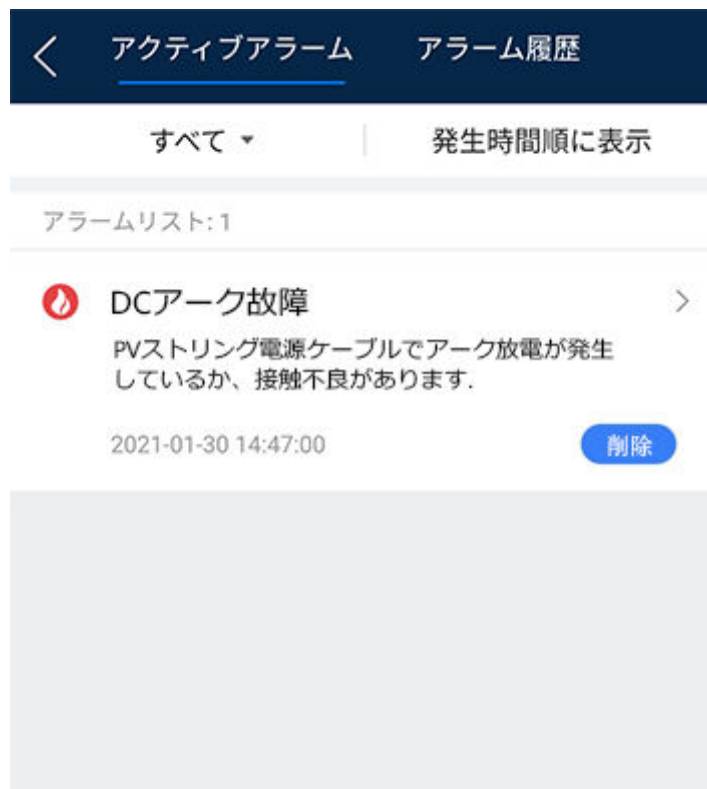 アクティブアラーム アラーム履歴
すべて 発生時間順に表示
アラームリスト: 1
DCアーク故障
PVストリング電源ケーブルでアーク放電が発生
しているか、接触不良があります.
2021-01-30 14:47:00 削除